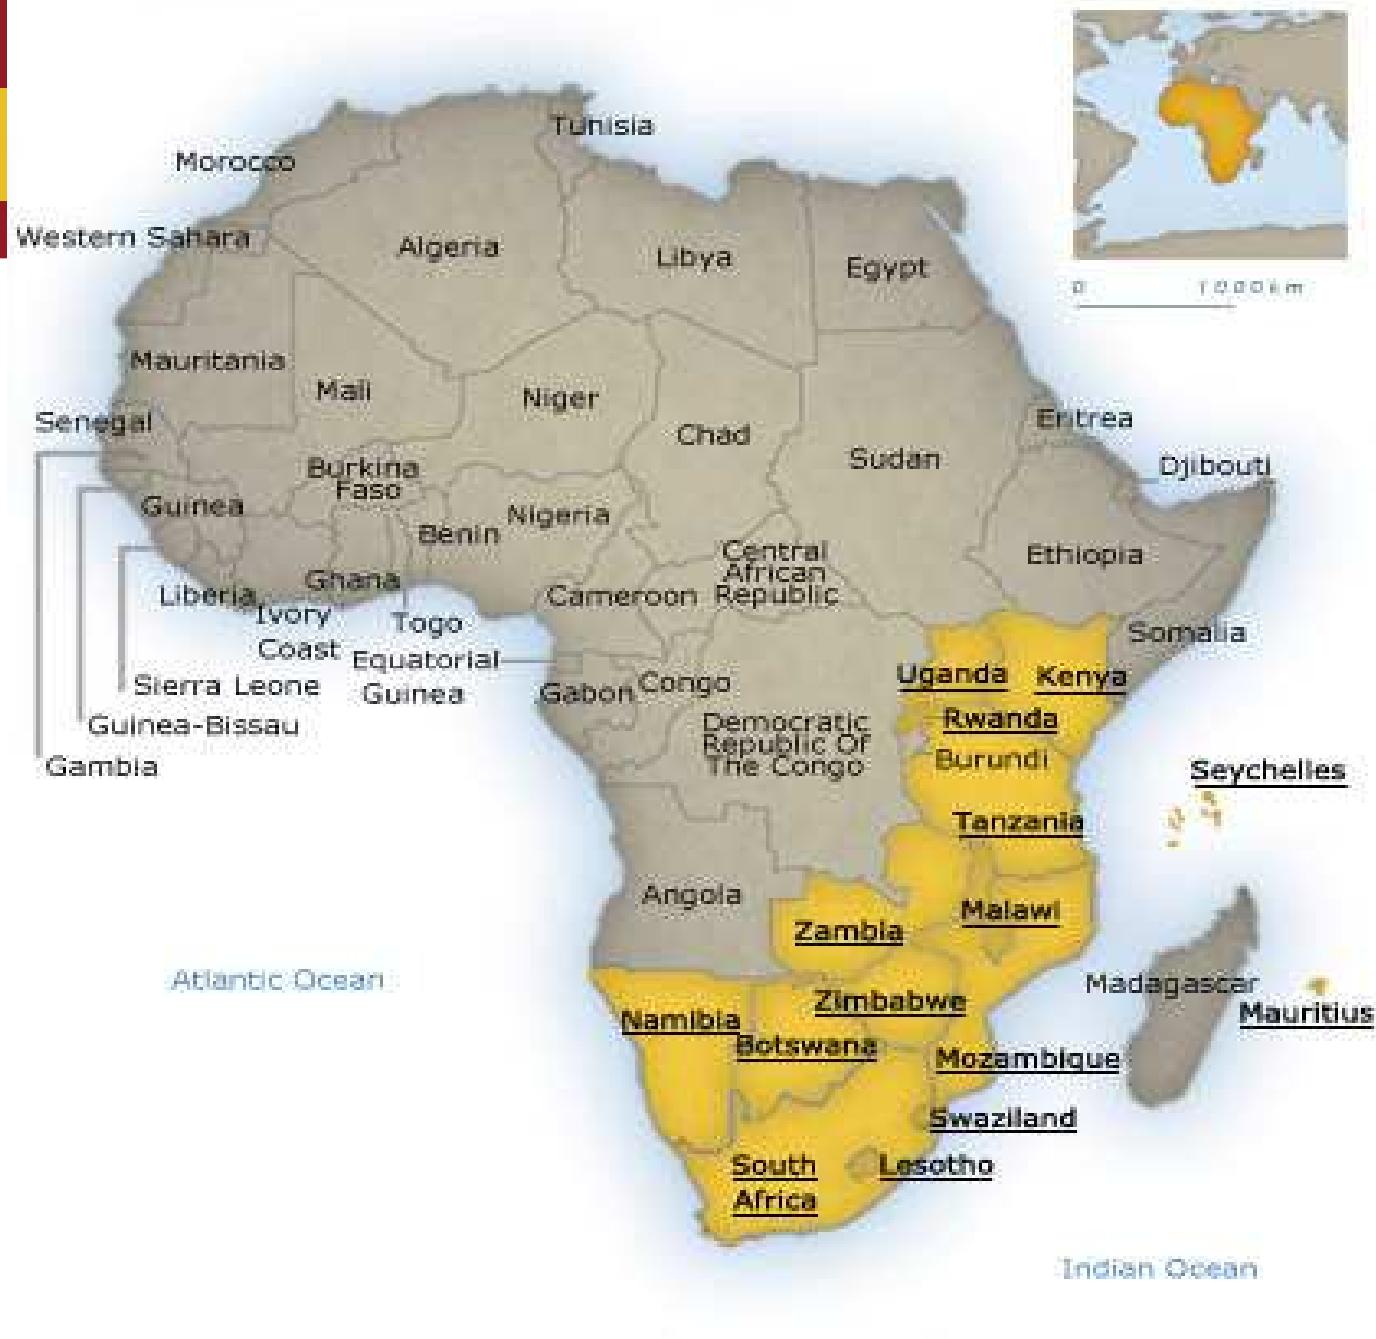 Tunisia
Morocco
Western Sahara
Algeria
Libya
Egypt
0 1000km
Mauritania
Mali
Niger
Chad
Senegal
Eritrea
Sudan
Djibouti
Burkina
Faso
Guinea
Nigeria
Benin
Ethiopia
Central
African
Republic
Ghana
Liberia
Cameroon
Ivory
Coast
Togo
Somalia
Equatorial
Guinea
Uganda
Kenya
Sierra Leone
Gabon
Congo
Guinea-Bissau
Rwanda
Democratic
Republic Of
The Congo
Gambia
Burundi
Seychelles
Tanzania
Angola
Malawi
Zambia
Atlantic Ocean
Madagascar
Zimbabwe
Mauritius
Namibia
Botswana
Mozambique
Swaziland
South
Africa
Lesotho
Indian Ocean